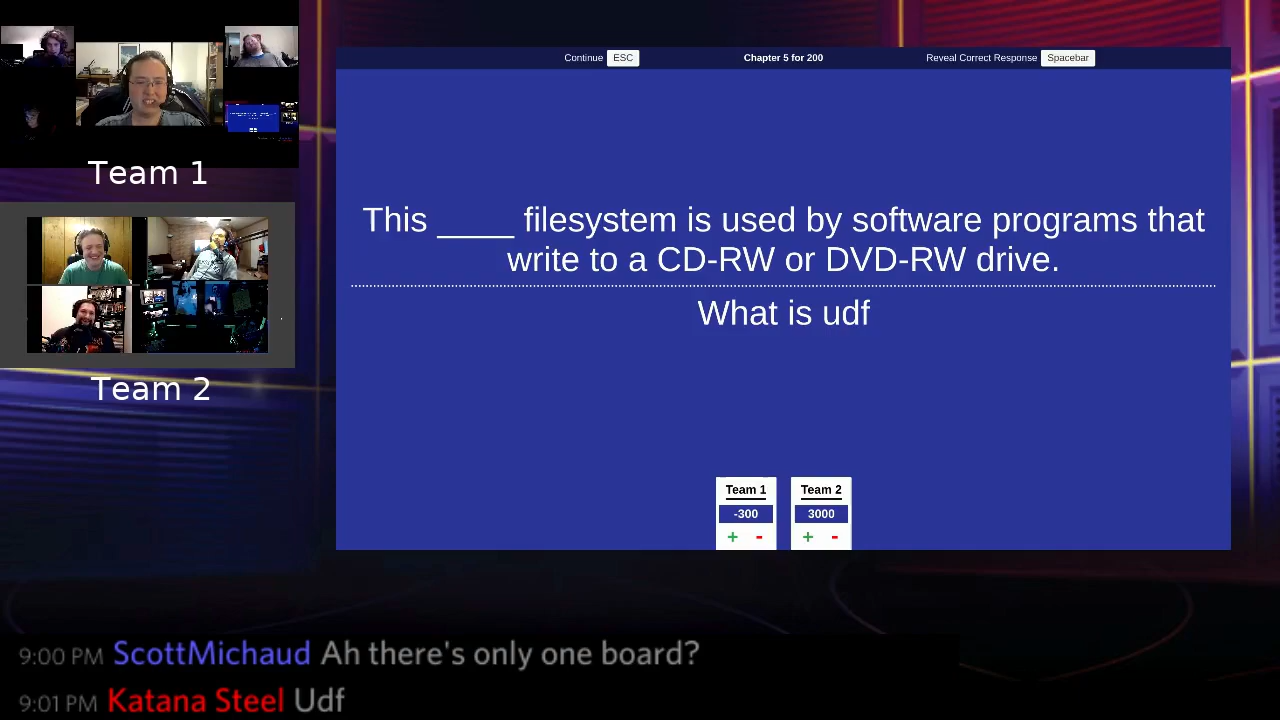 Continue ESC Chapter 5 for 200 Reveal Correct Response Spacebar
Team 1
This ____ filesystem is used by software programs that
write to a CD-RW or DVD-RW drive.
What is udf
Team 2
Team 1 Team 2
-300 3000
+ - + -
9:00 PM ScottMichaud Ah there's only one board?
9:01 PM Katana Steel Udf